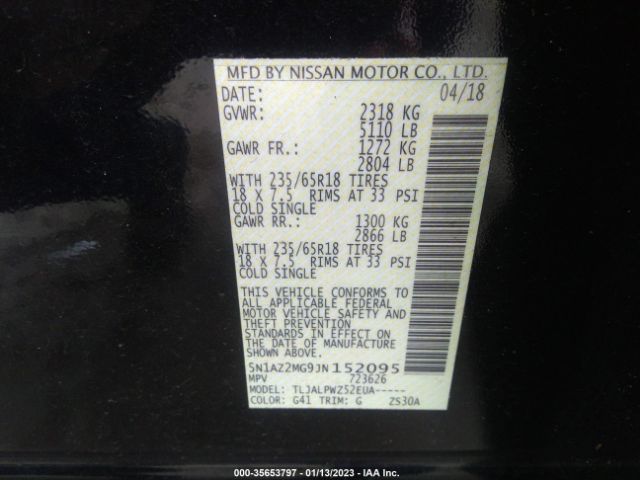 MFD BY NISSAN MOTOR CO., LTD.
DATE: 04/18
GVWR: 2318 KG
5110 LB
GAWR FR.: 1272 KG
2804 LB
WITH 235/65R18 TIRES
18 X 7.5 RIMS AT 33 PSI
COLD SINGLE
GAWR RR.: 1300 KG
2866 LB
WITH 235/65R18 TIRES
18 X 7.5 RIMS AT 33 PSI
COLD SINGLE
THIS VEHICLE CONFORMS TO
ALL APPLICABLE FEDERAL
MOTOR VEHICLE SAFETY AND
THEFT PREVENTION
STANDARDS IN EFFECT ON
THE DATE OF MANUFACTURE
SHOWN ABOVE.
5N1AZ2MG9JN152095
MPV 723626
MODEL: TLJALPWZ52EUA-----
COLOR: G41 TRIM: G ZS30A
000-35653797 - 01/13/2023 - IAA Inc.